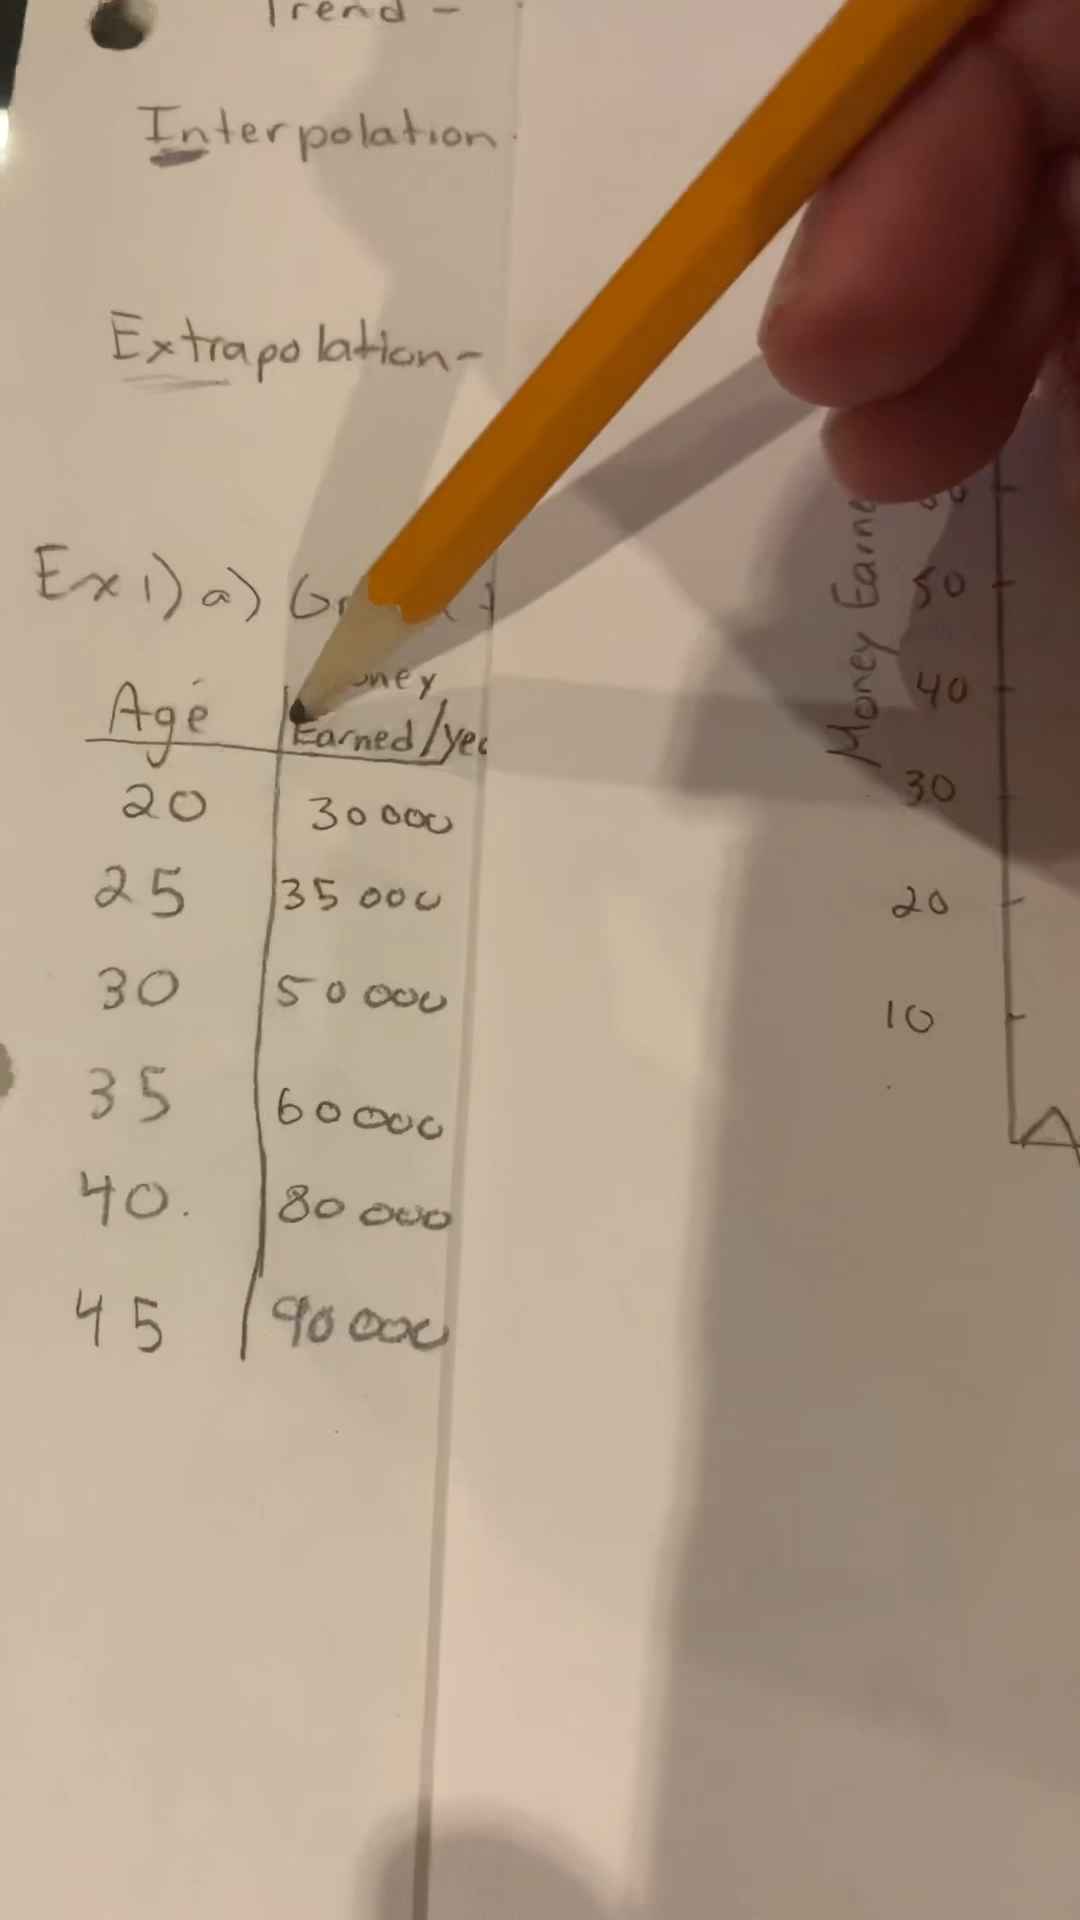 Trend -
Interpolation
Extrapolation-
Ex 1) a)
Age
Earned/
20 30 000
25 35 000
30 50 000
35 60 000
40. 80 000
45 90 000
Money
50
40
30
20
10